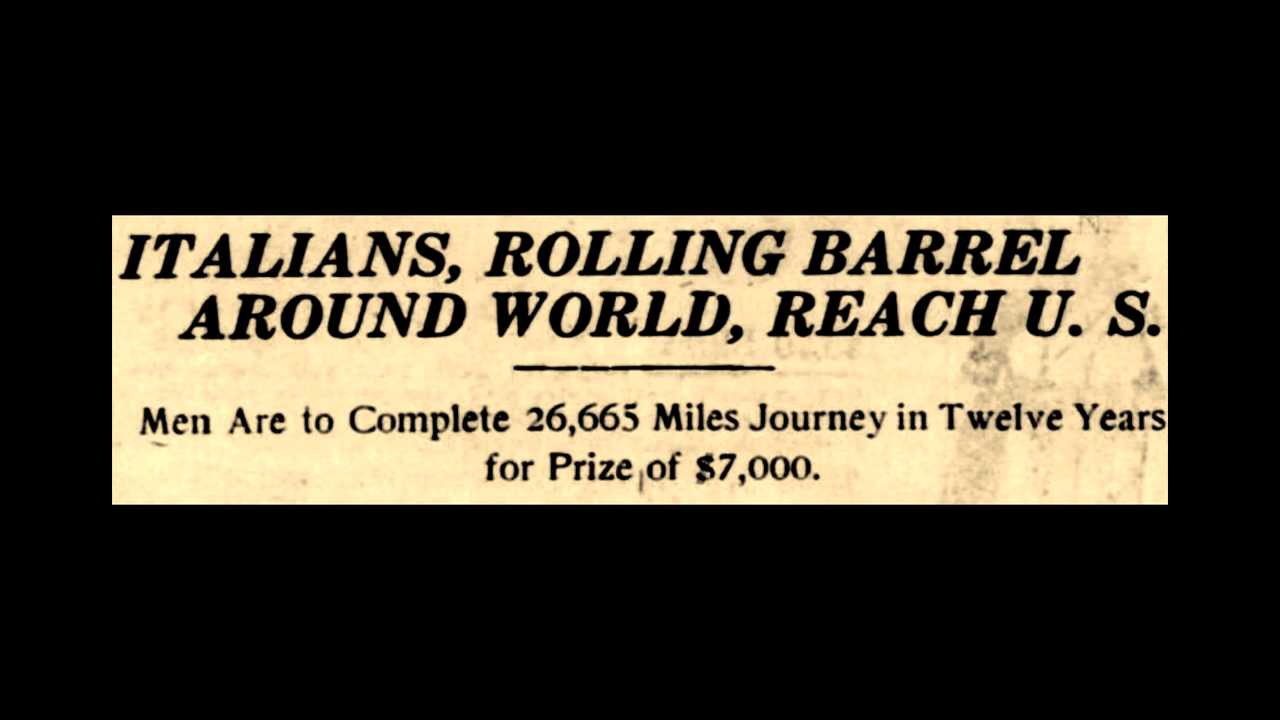 ITALIANS, ROLLING BARREL
AROUND WORLD, REACH U. S.
Men Are to Complete 26,665 Miles Journey in Twelve Years
for Prize of $7,000.